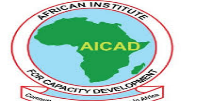 AFRICAN INSTITUTE
AICAD
FOR CAPACITY DEVELOPMENT